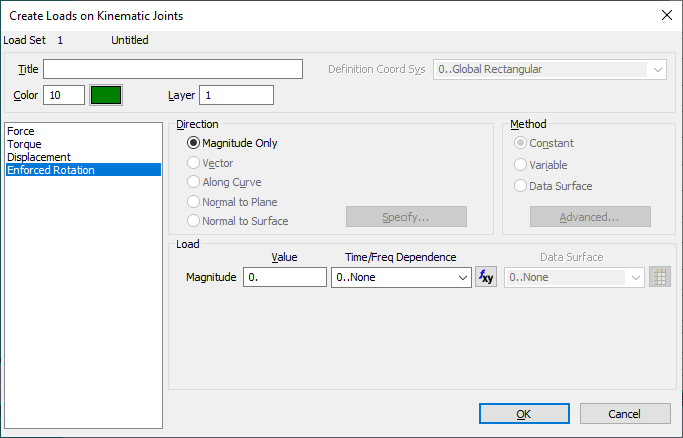 Create Loads on Kinematic Joints
Load Set 1 Untitled
Title Definition Coord Sys 0..Global Rectangular
Color 10 Layer 1
Force
Torque
Displacement
Enforced Rotation
Direction
Magnitude Only
Vector
Along Curve
Normal to Plane
Normal to Surface
Specify...
Method
Constant
Variable
Data Surface
Advanced...
Load
Value Time/Freq Dependence Data Surface
Magnitude 0. 0..None fxy 0..None
OK Cancel